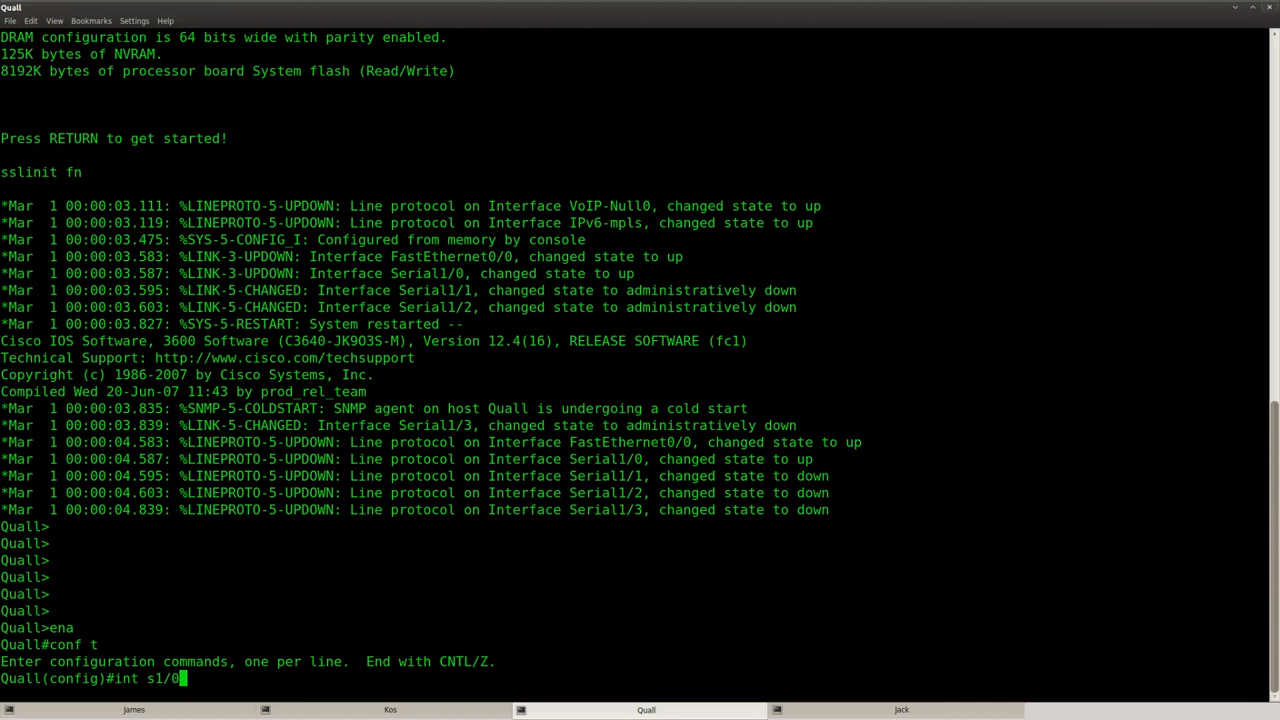 Quall
File Edit View Bookmarks Settings Help
DRAM configuration is 64 bits wide with parity enabled.
125K bytes of NVRAM.
8192K bytes of processor board System flash (Read/Write)
Press RETURN to get started!
sslinit fn
*Mar  1 00:00:03.111: %LINEPROTO-5-UPDOWN: Line protocol on Interface VoIP-Null0, changed state to up
*Mar  1 00:00:03.119: %LINEPROTO-5-UPDOWN: Line protocol on Interface IPv6-mpls, changed state to up
*Mar  1 00:00:03.475: %SYS-5-CONFIG_I: Configured from memory by console
*Mar  1 00:00:03.583: %LINK-3-UPDOWN: Interface FastEthernet0/0, changed state to up
*Mar  1 00:00:03.587: %LINK-3-UPDOWN: Interface Serial1/0, changed state to up
*Mar  1 00:00:03.595: %LINK-5-CHANGED: Interface Serial1/1, changed state to administratively down
*Mar  1 00:00:03.603: %LINK-5-CHANGED: Interface Serial1/2, changed state to administratively down
*Mar  1 00:00:03.827: %SYS-5-RESTART: System restarted --
Cisco IOS Software, 3600 Software (C3640-JK9O3S-M), Version 12.4(16), RELEASE SOFTWARE (fc1)
Technical Support: http://www.cisco.com/techsupport
Copyright (c) 1986-2007 by Cisco Systems, Inc.
Compiled Wed 20-Jun-07 11:43 by prod_rel_team
*Mar  1 00:00:03.835: %SNMP-5-COLDSTART: SNMP agent on host Quall is undergoing a cold start
*Mar  1 00:00:03.839: %LINK-5-CHANGED: Interface Serial1/3, changed state to administratively down
*Mar  1 00:00:04.583: %LINEPROTO-5-UPDOWN: Line protocol on Interface FastEthernet0/0, changed state to up
*Mar  1 00:00:04.587: %LINEPROTO-5-UPDOWN: Line protocol on Interface Serial1/0, changed state to up
*Mar  1 00:00:04.595: %LINEPROTO-5-UPDOWN: Line protocol on Interface Serial1/1, changed state to down
*Mar  1 00:00:04.603: %LINEPROTO-5-UPDOWN: Line protocol on Interface Serial1/2, changed state to down
*Mar  1 00:00:04.839: %LINEPROTO-5-UPDOWN: Line protocol on Interface Serial1/3, changed state to down
Quall>
Quall>
Quall>
Quall>
Quall>
Quall>
Quall>ena
Quall#conf t
Enter configuration commands, one per line.  End with CNTL/Z.
Quall(config)#int s1/0
James Kos Quall Jack